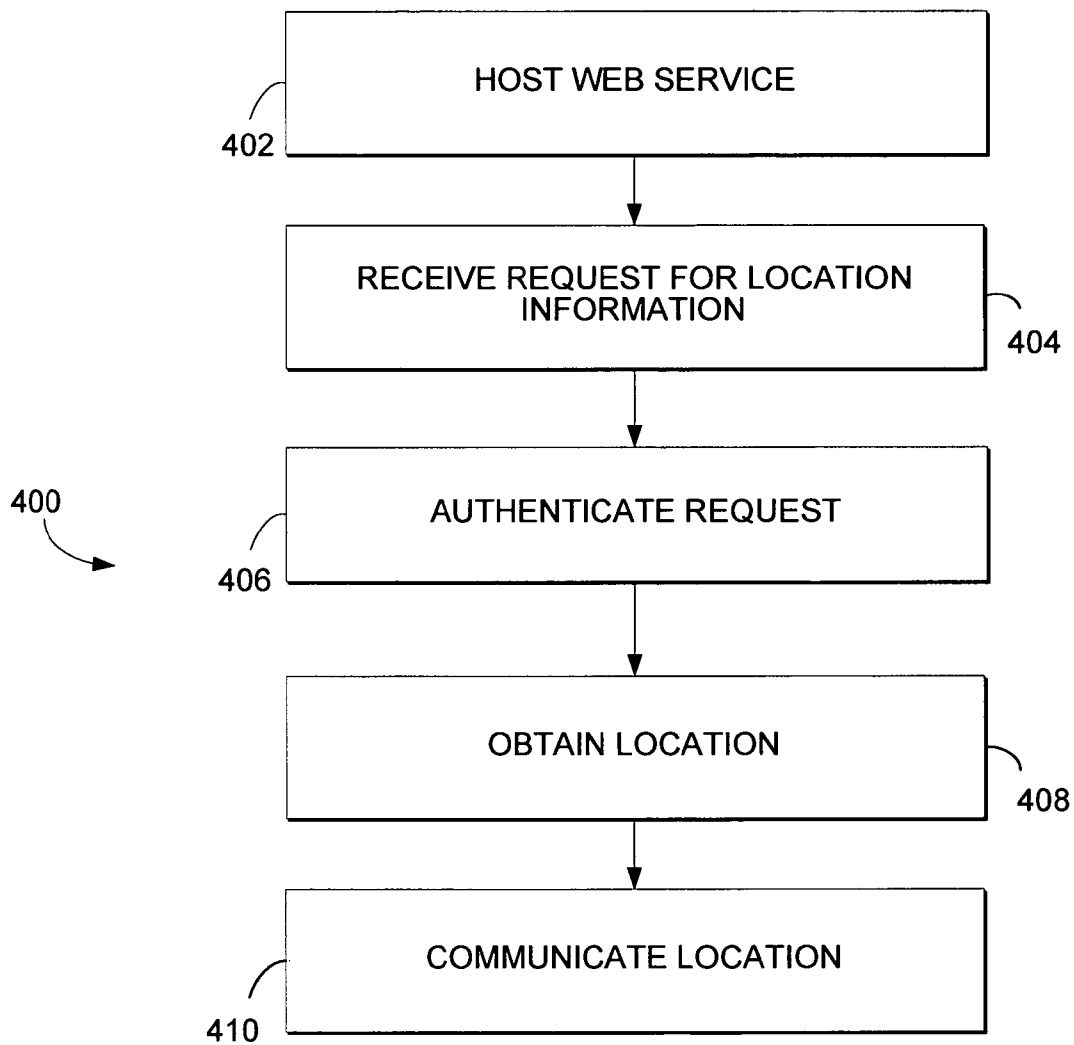 HOST WEB SERVICE
402
RECEIVE REQUEST FOR LOCATION
INFORMATION
404
400
AUTHENTICATE REQUEST
406
OBTAIN LOCATION
408
COMMUNICATE LOCATION
410